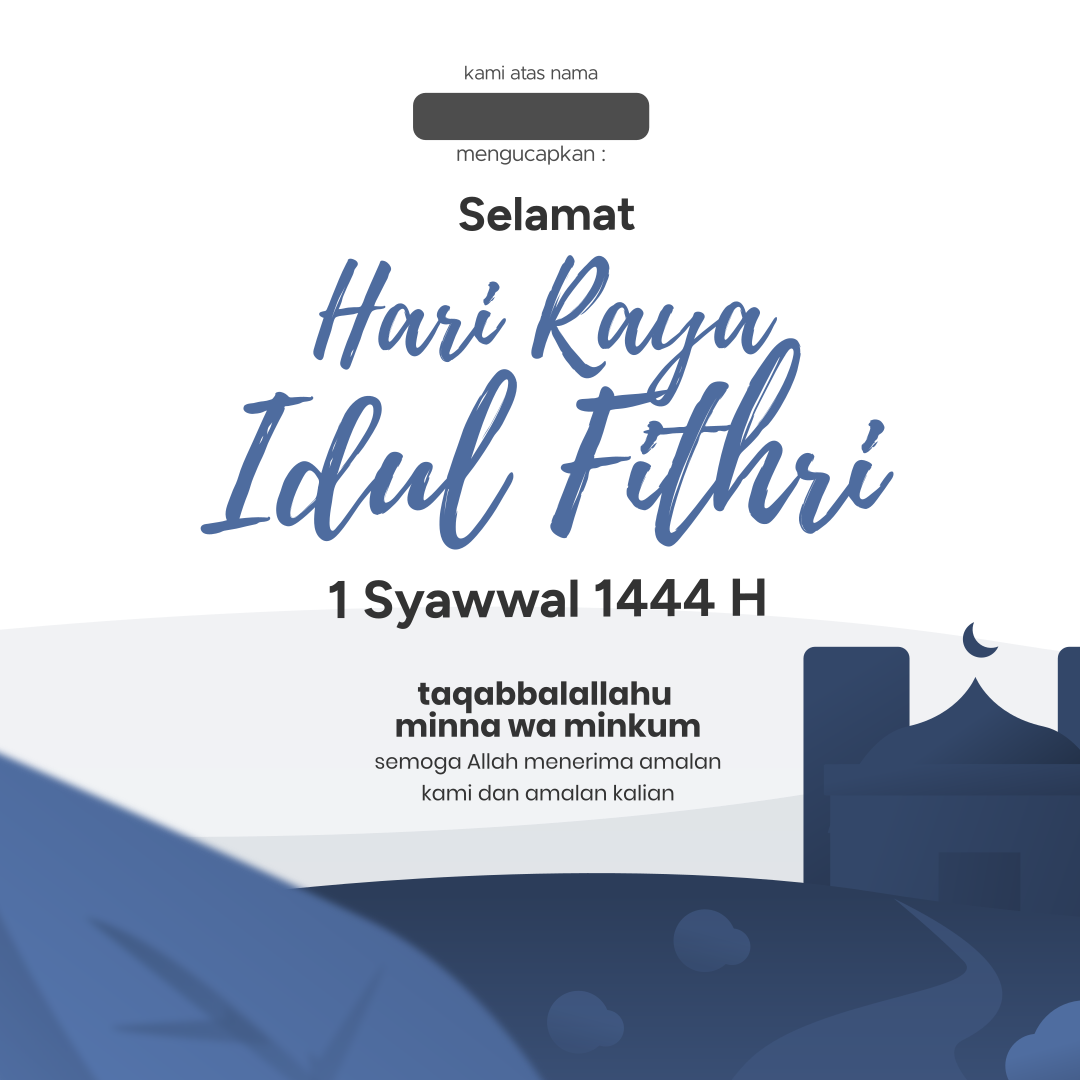 kami atas nama
mengucapkan :
Selamat
Hari Raya
Idul Fithri
1 Syawwal 1444 H
taqabbalallahu
minna wa minkum
semoga Allah menerima amalan
kami dan amalan kalian